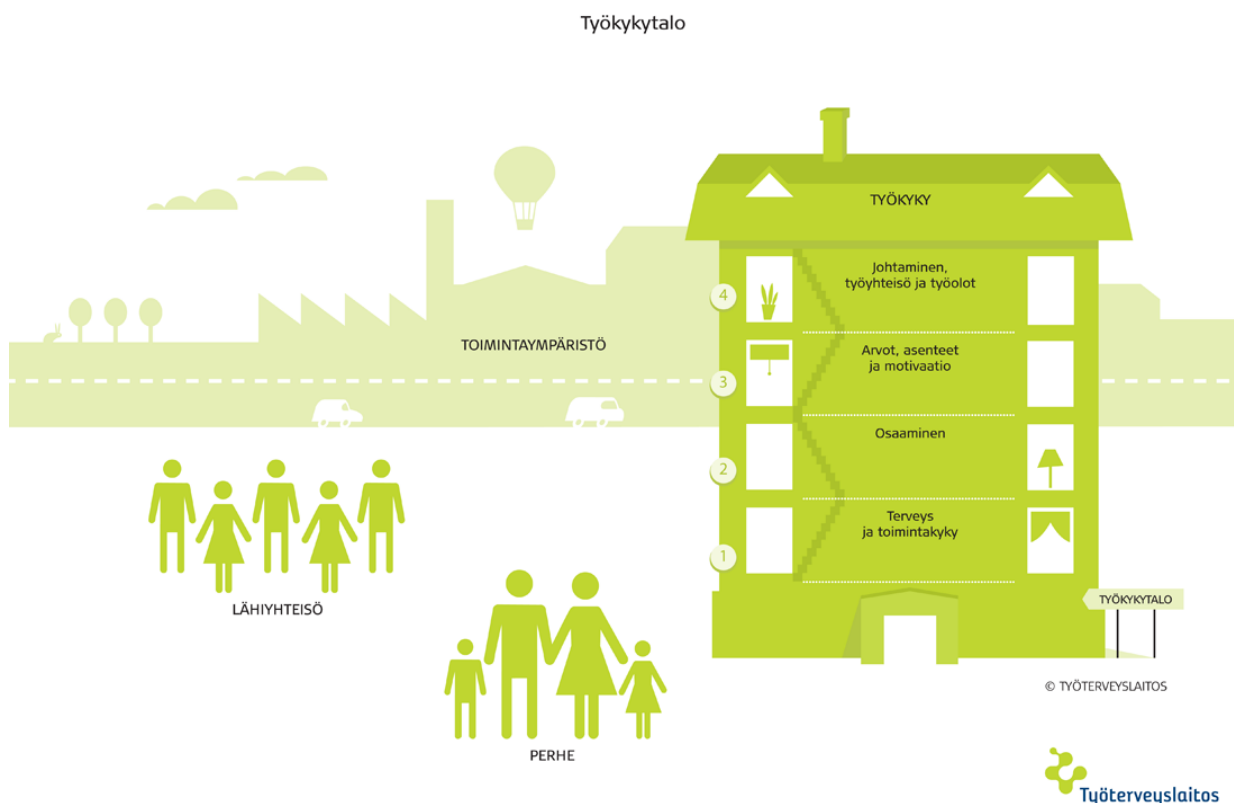 Työkykytalo
TYÖKYKY
4
Johtaminen,
työyhteisö ja työolot
TOIMINTAYMPÄRISTÖ
3
Arvot, asenteet
ja motivaatio
2
Osaaminen
1
Terveys
ja toimintakyky
LÄHIYHTEISÖ
TYÖKYKYTALO
PERHE
© TYÖTERVEYSLAITOS
Työterveyslaitos